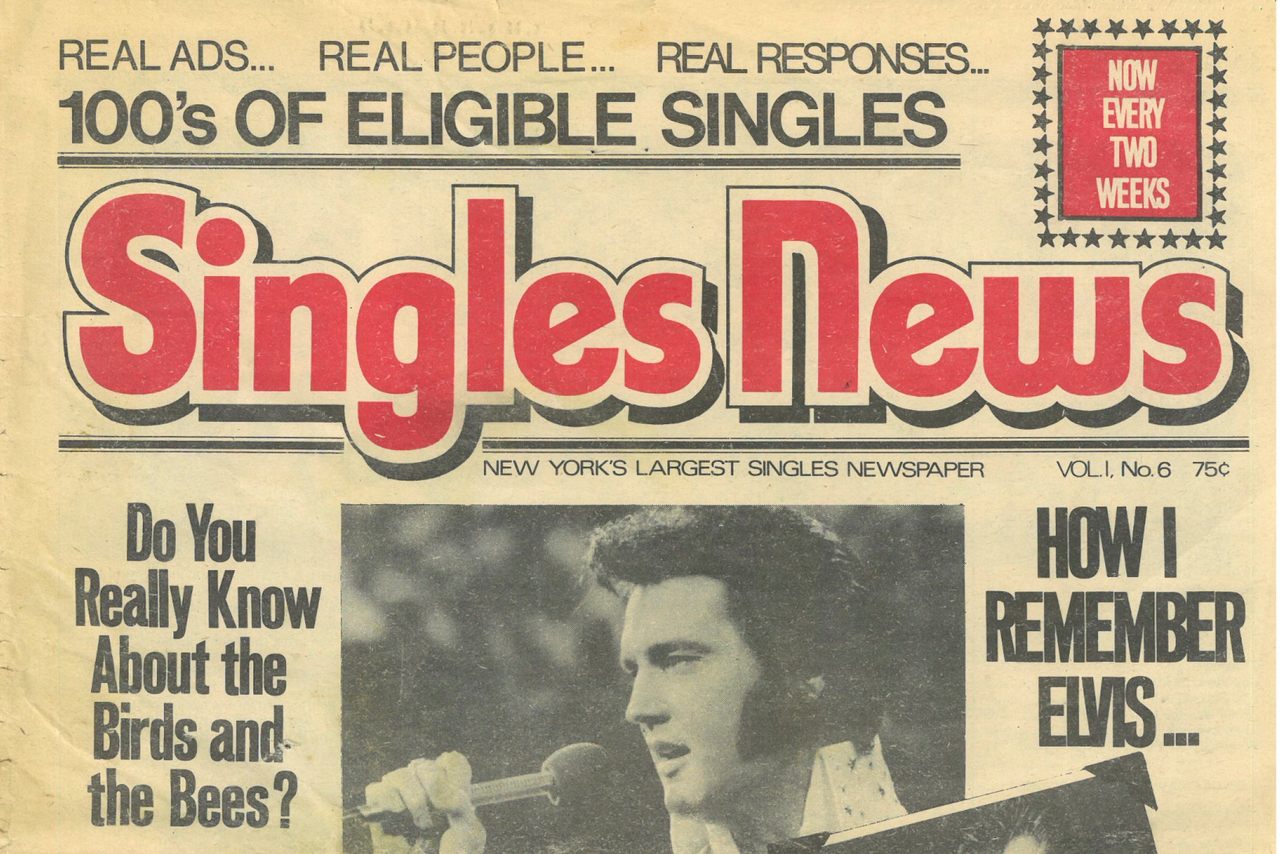 REAL ADS... REAL PEOPLE... REAL RESPONSES...
100's OF ELIGIBLE SINGLES
NOW
EVERY
TWO
WEEKS
Singles News
NEW YORK'S LARGEST SINGLES NEWSPAPER VOL.I, No.6 75¢
Do You
Really Know
About the
Birds and
the Bees?
HOW I
REMEMBER
ELVIS...